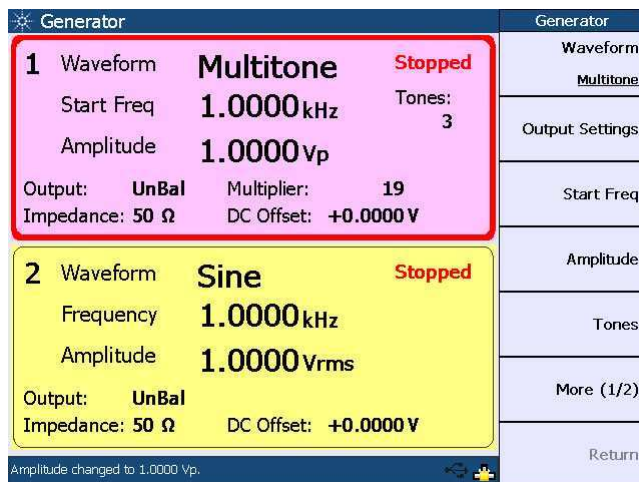 Generator
1 Waveform Multitone Stopped
Start Freq 1.0000 kHz Tones:
3
Amplitude 1.0000 Vp
Output: UnBal Multiplier: 19
Impedance: 50 Ω DC Offset: +0.0000 V
2 Waveform Sine Stopped
Frequency 1.0000 kHz
Amplitude 1.0000 Vrms
Output: UnBal
Impedance: 50 Ω DC Offset: +0.0000 V
Amplitude changed to 1.0000 Vp.
Generator
Waveform
Multitone
Output Settings
Start Freq
Amplitude
Tones
More (1/2)
Return